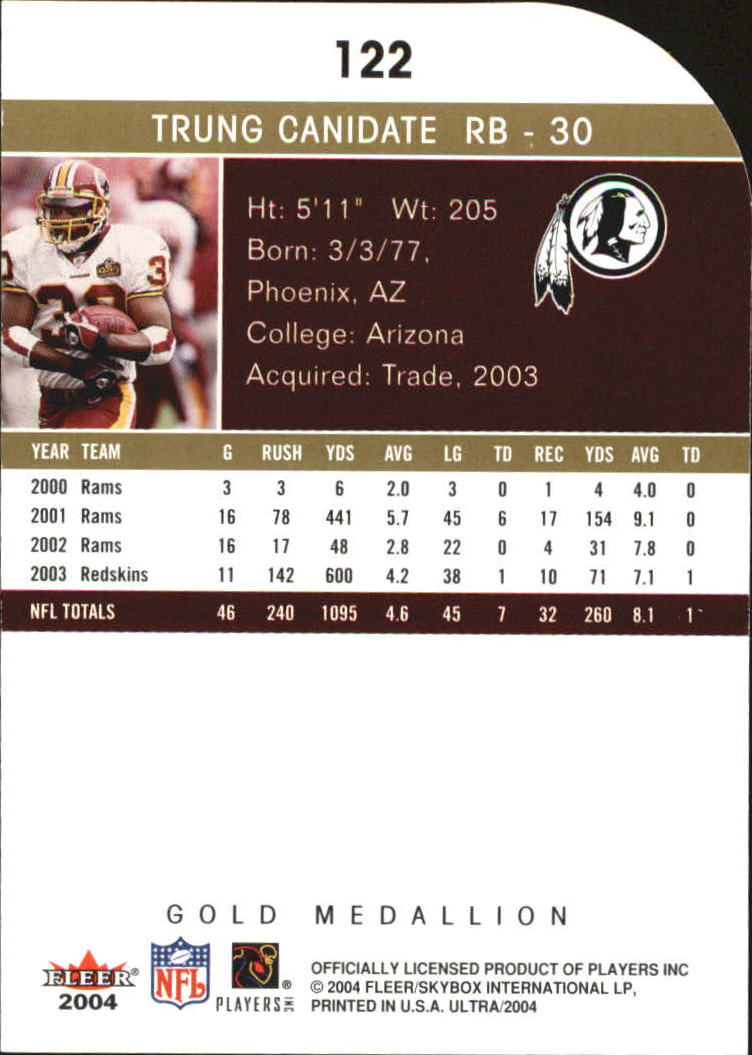 122
TRUNG CANIDATE RB - 30
Ht: 5'11" Wt: 205
Born: 3/3/77,
Phoenix, AZ
College: Arizona
Acquired: Trade, 2003
YEAR TEAM G RUSH YDS AVG LG TD REC YDS AVG TD
2000 Rams 3 3 6 2.0 3 0 1 4 4.0 0
2001 Rams 16 78 441 5.7 45 6 17 154 9.1 0
2002 Rams 16 17 48 2.8 22 0 4 31 7.8 0
2003 Redskins 11 142 600 4.2 38 1 10 71 7.1 1
NFL TOTALS 46 240 1095 4.6 45 7 32 260 8.1 1
GOLD MEDALLION
FLEER®
2004
NFL
PLAYERS INC ®
OFFICIALLY LICENSED PRODUCT OF PLAYERS INC
© 2004 FLEER/SKYBOX INTERNATIONAL LP,
PRINTED IN U.S.A. ULTRA/2004